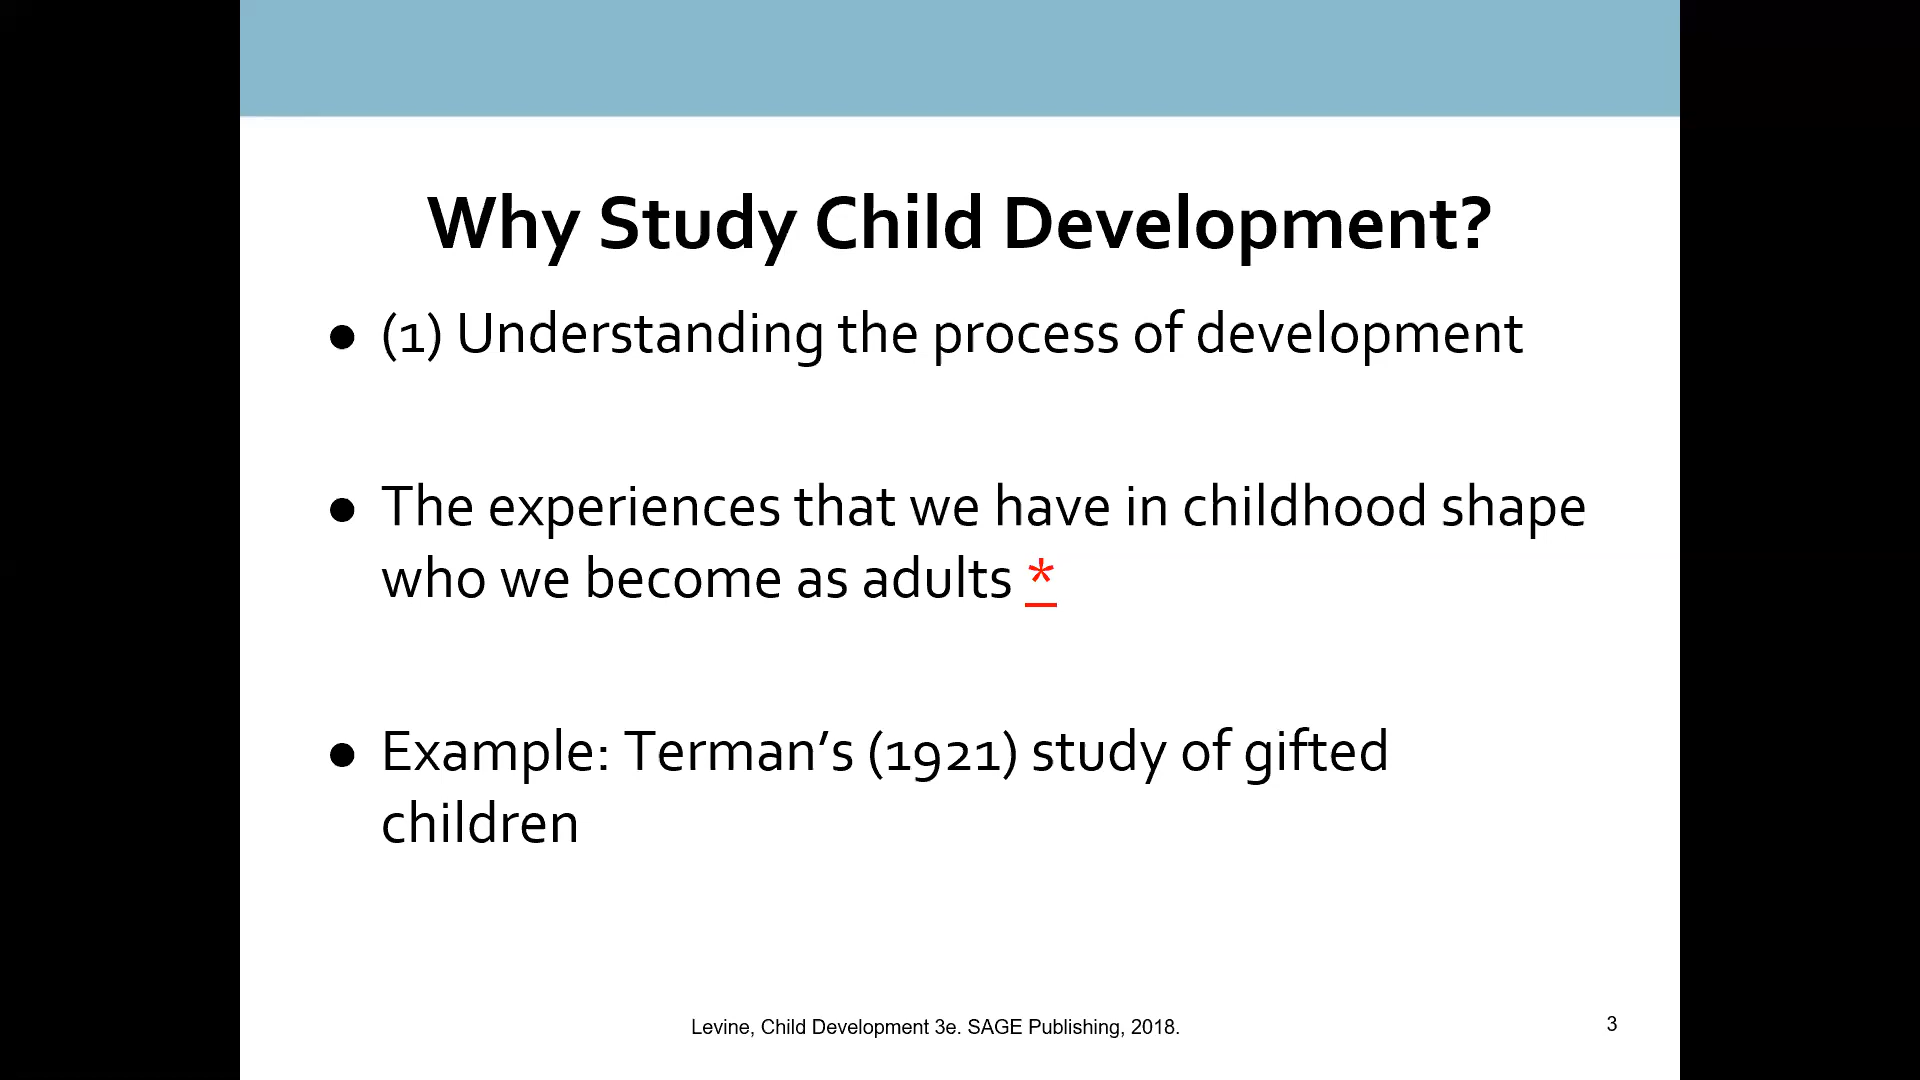 Why Study Child Development?
● (1) Understanding the process of development
● The experiences that we have in childhood shape
who we become as adults *
● Example: Terman’s (1921) study of gifted
children
Levine, Child Development 3e. SAGE Publishing, 2018.
3